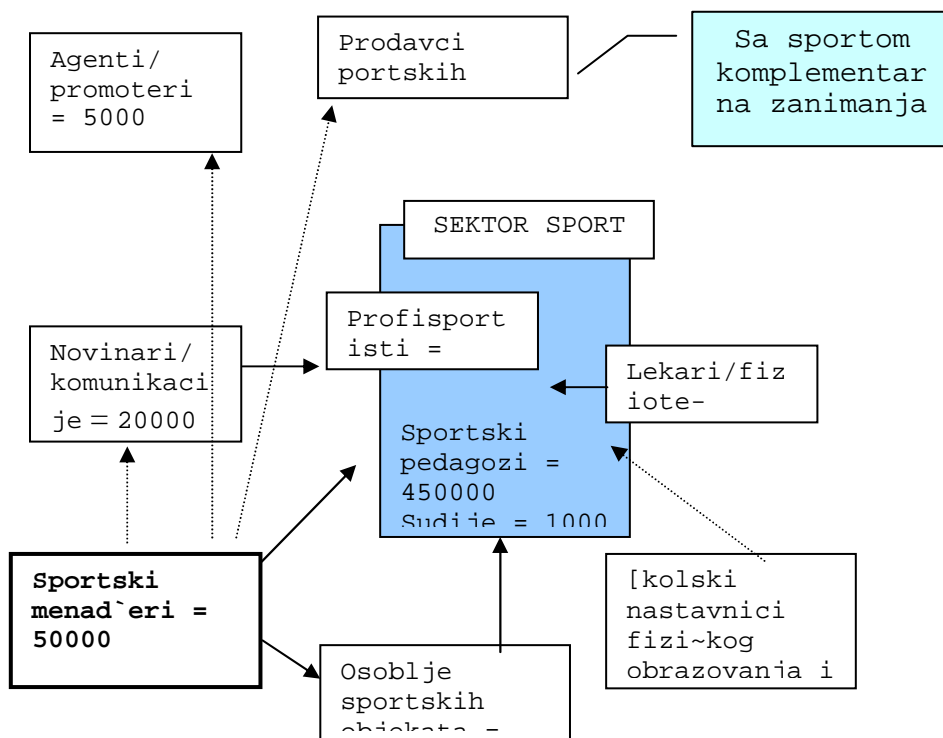 Agenti/
promoteri
= 5000
Prodavci
portskih
Sa sportom
komplementar
na zanimanja
SEKTOR SPORT
Profisport
isti =
Novinari/
komunikaci
je = 20000
Lekari/fiz
iote-
Sportski
pedagozi =
450000
Sudije = 1000
Sportski
menad`eri =
50000
[kolski
nastavnici
fizi~kog
obrazovanja i
Osoblje
sportskih
objekata =